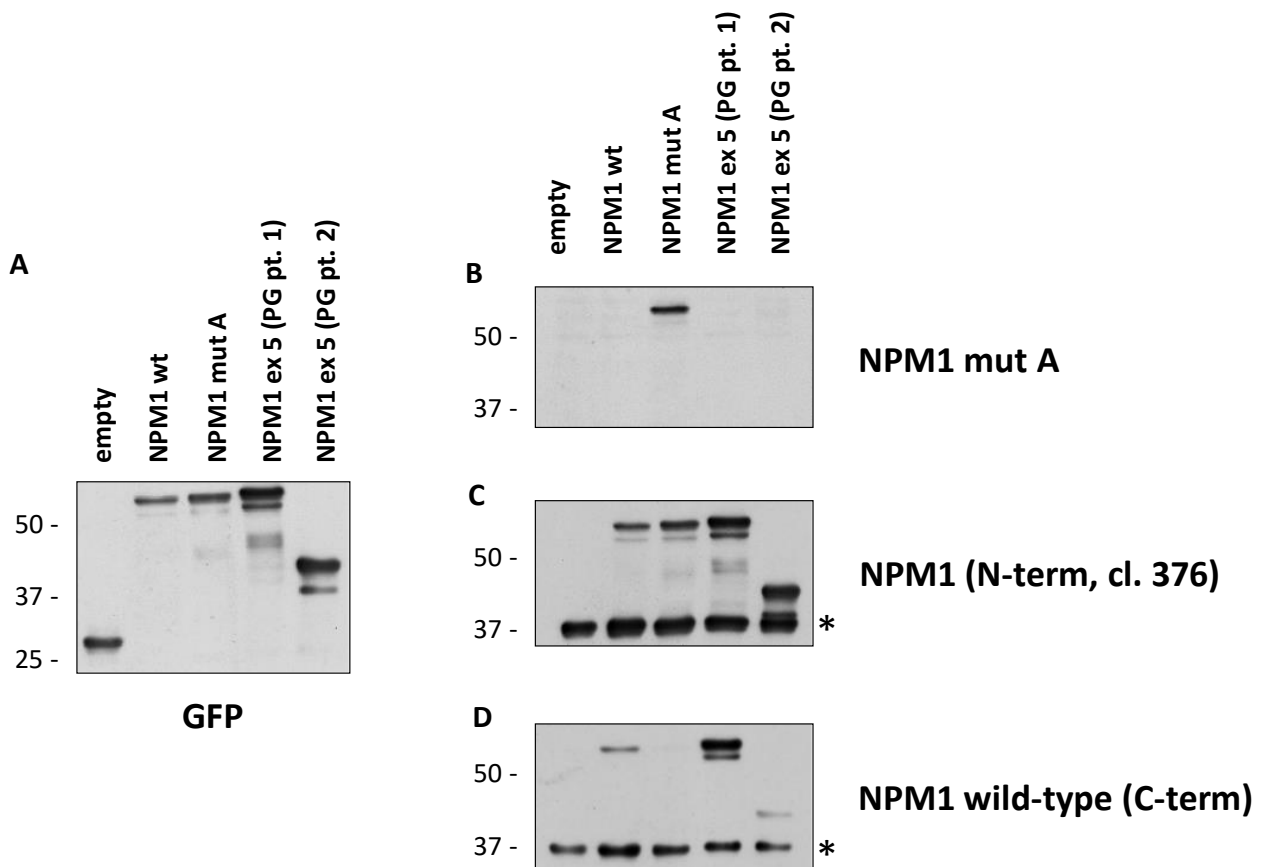 A
empty
NPM1 wt
NPM1 mut A
NPM1 ex 5 (PG pt. 1)
NPM1 ex 5 (PG pt. 2)
50 -
37 -
25 -
GFP
empty
NPM1 wt
NPM1 mut A
NPM1 ex 5 (PG pt. 1)
NPM1 ex 5 (PG pt. 2)
B
50 -
37 -
NPM1 mut A
C
50 -
37 -
*
NPM1 (N-term, cl. 376)
D
50 -
37 -
*
NPM1 wild-type (C-term)